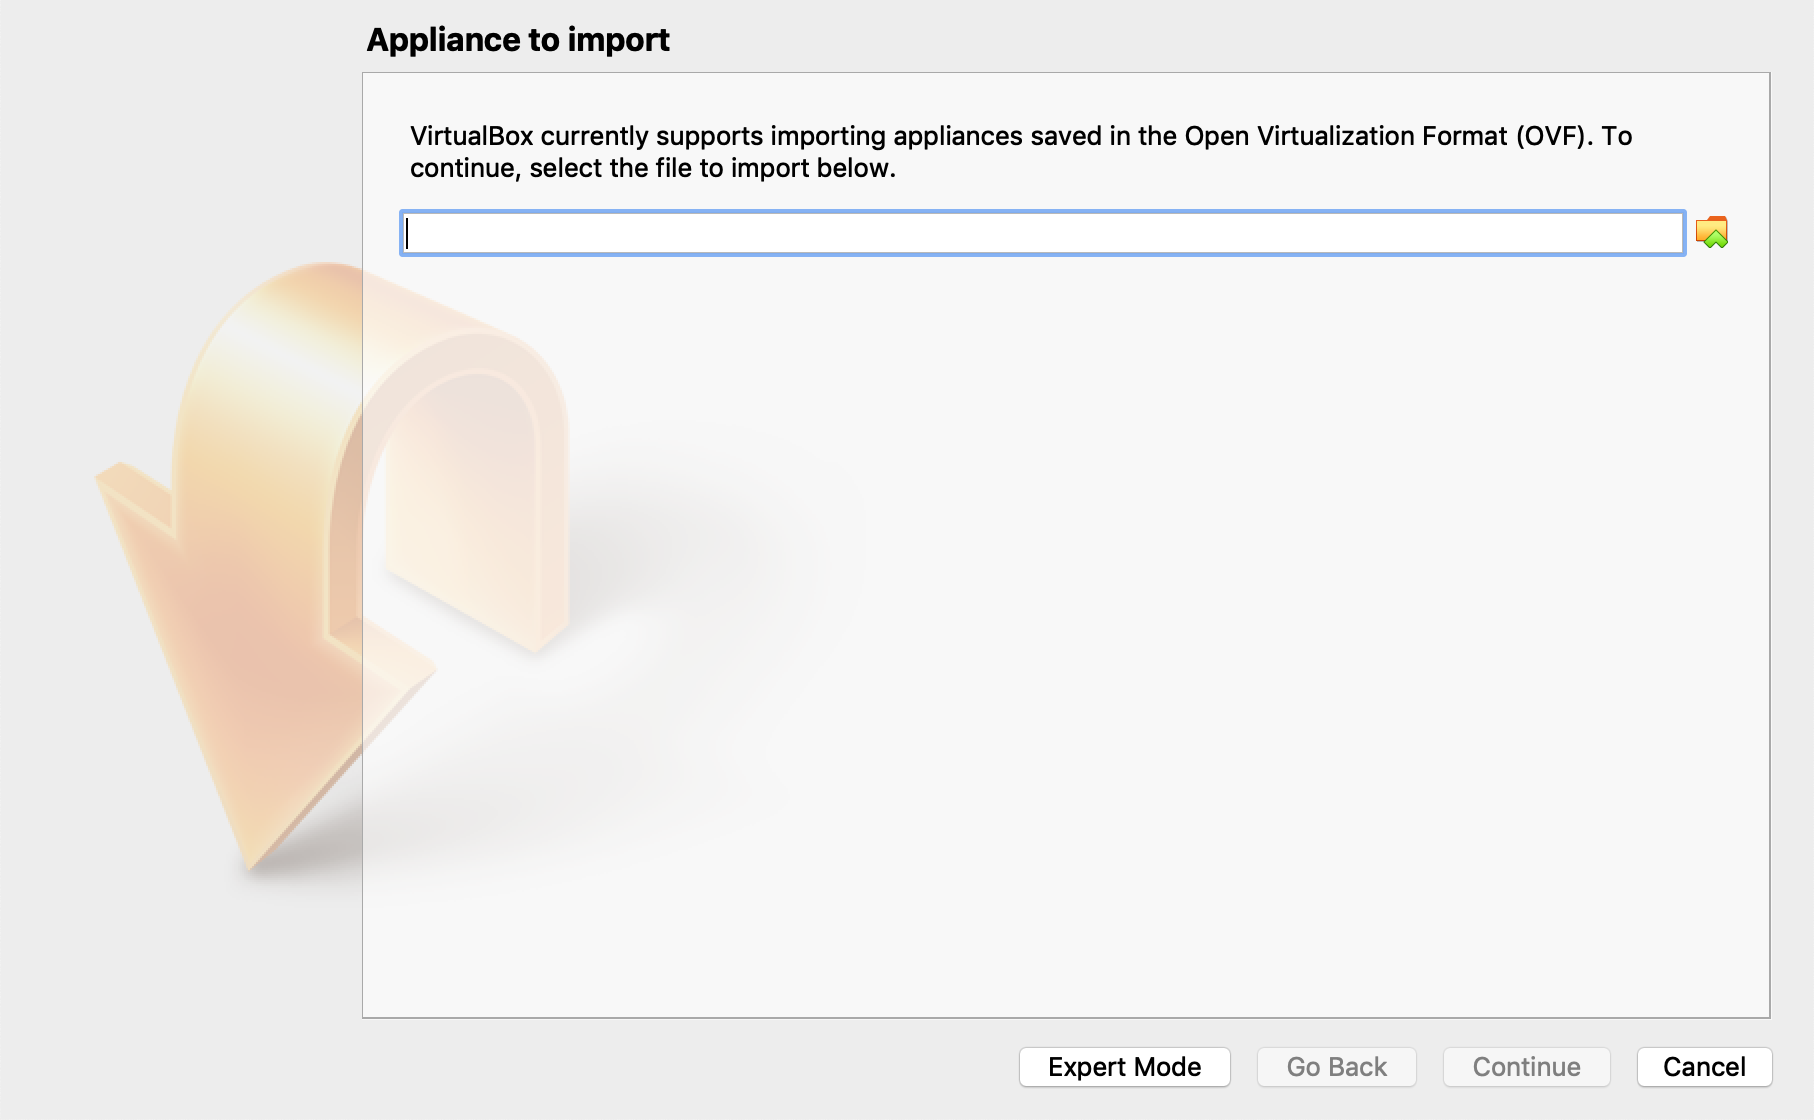 Appliance to import
VirtualBox currently supports importing appliances saved in the Open Virtualization Format (OVF). To
continue, select the file to import below.
Expert Mode
Go Back
Continue
Cancel